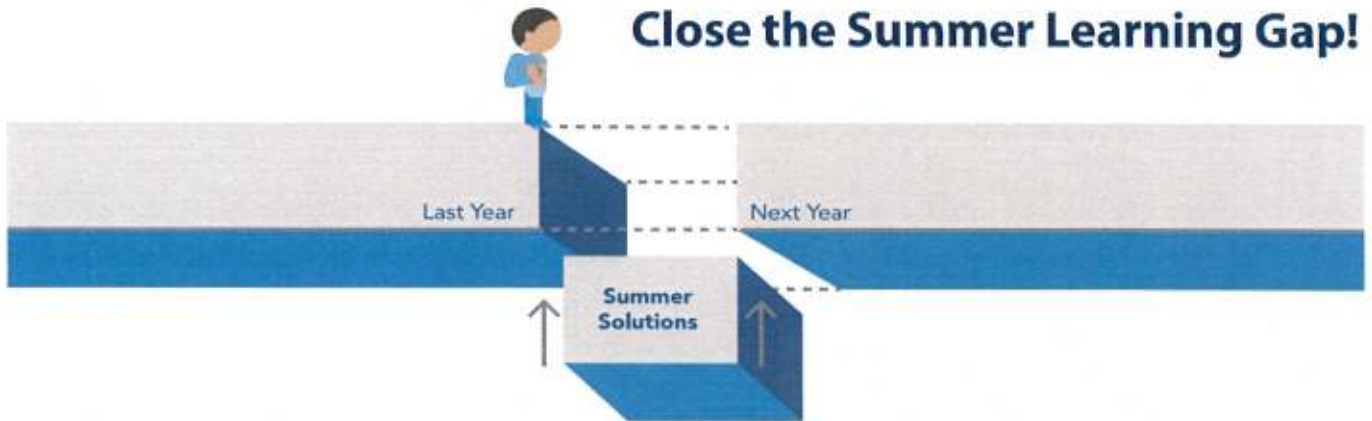 Close the Summer Learning Gap!
Last Year
Next Year
Summer
Solutions